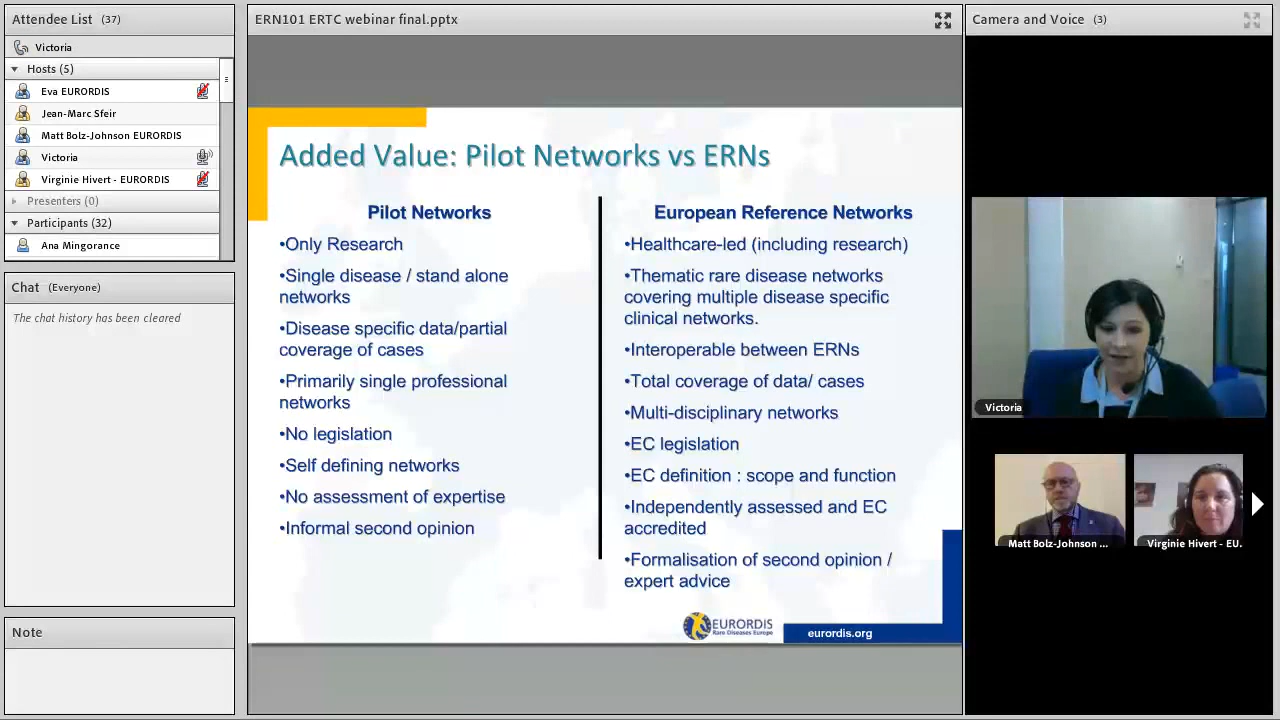 Attendee List (37)
Victoria
Hosts (5)
Eva EURORDIS
Jean-Marc Sfeir
Matt Bolz-Johnson EURORDIS
Victoria
Virginie Hivert - EURORDIS
Presenters (0)
Participants (32)
Ana Mingorance
Chat (Everyone)
The chat history has been cleared
Note
ERN101 ERTC webinar final.pptx
Added Value: Pilot Networks vs ERNs
Pilot Networks
•Only Research
•Single disease / stand alone
networks
•Disease specific data/partial
coverage of cases
•Primarily single professional
networks
•No legislation
•Self defining networks
•No assessment of expertise
•Informal second opinion
European Reference Networks
•Healthcare-led (including research)
•Thematic rare disease networks
covering multiple disease specific
clinical networks.
•Interoperable between ERNs
•Total coverage of data/ cases
•Multi-disciplinary networks
•EC legislation
•EC definition : scope and function
•Independently assessed and EC
accredited
•Formalisation of second opinion /
expert advice
EURORDIS
Rare Diseases Europe
eurordis.org
Camera and Voice (3)
Victoria
Matt Bolz-Johnson ...
Virginie Hivert - EU.